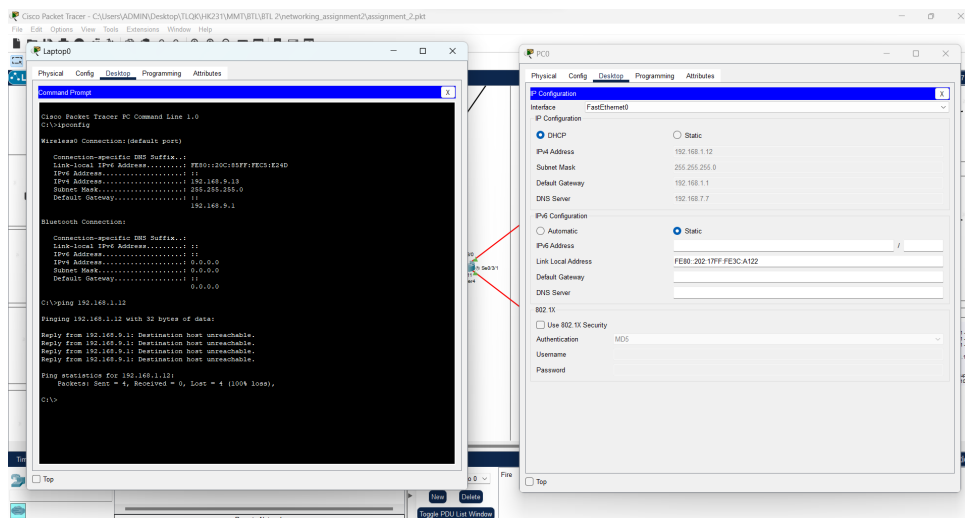 Cisco Packet Tracer - C:\Users\ADMIN\Desktop\TLQK\HK231\MMT\BTL\BTL 2\networking_assignment2\assignment_2.pkt
File Edit Options View Tools Extensions Window Help
Laptop0
Physical Config Desktop Programming Attributes
Command Prompt
X
Cisco Packet Tracer PC Command Line 1.0
C:\>ipconfig
Wireless0 Connection:(default port)
Connection-specific DNS Suffix..:
Link-local IPv6 Address.........: FE80::20C:85FF:FEC5:E24D
IPv6 Address....................: ::
IPv4 Address....................: 192.168.9.13
Subnet Mask.....................: 255.255.255.0
Default Gateway.................: ::
192.168.9.1
Bluetooth Connection:
Connection-specific DNS Suffix..:
Link-local IPv6 Address.........: ::
IPv6 Address....................: ::
IPv4 Address....................: 0.0.0.0
Subnet Mask.....................: 0.0.0.0
Default Gateway.................: ::
0.0.0.0
C:\>ping 192.168.1.12
Pinging 192.168.1.12 with 32 bytes of data:
Reply from 192.168.9.1: Destination host unreachable.
Reply from 192.168.9.1: Destination host unreachable.
Reply from 192.168.9.1: Destination host unreachable.
Reply from 192.168.9.1: Destination host unreachable.
Ping statistics for 192.168.1.12:
Packets: Sent = 4, Received = 0, Lost = 4 (100% loss),
C:\>
Top
Se0/3/1
PC0
Physical Config Desktop Programming Attributes
IP Configuration
X
Interface FastEthernet0
IP Configuration
DHCP Static
IPv4 Address 192.168.1.12
Subnet Mask 255.255.255.0
Default Gateway 192.168.1.1
DNS Server 192.168.7.7
IPv6 Configuration
Automatic Static
IPv6 Address /
Link Local Address FE80::202:17FF:FE3C:A122
Default Gateway
DNS Server
802.1X
Use 802.1X Security
Authentication MD5
Username
Password
Top
Fire
New Delete
Toggle PDU List Window